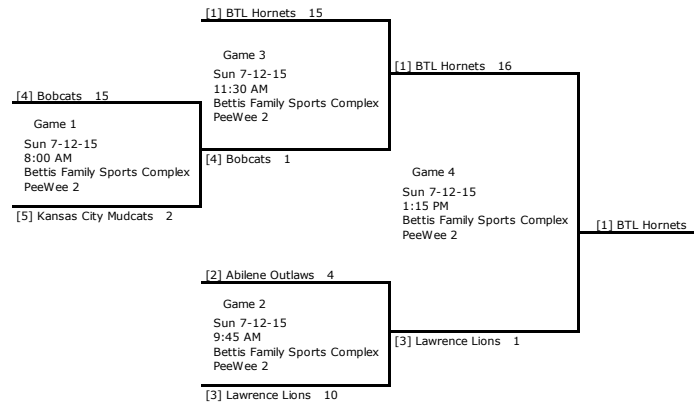 [1] BTL Hornets 15
Game 3
Sun 7-12-15
11:30 AM
Bettis Family Sports Complex
PeeWee 2
[1] BTL Hornets 16
[4] Bobcats 15
Game 1
Sun 7-12-15
8:00 AM
Bettis Family Sports Complex
PeeWee 2
[4] Bobcats 1
[5] Kansas City Mudcats 2
Game 4
Sun 7-12-15
1:15 PM
Bettis Family Sports Complex
PeeWee 2
[1] BTL Hornets
[2] Abilene Outlaws 4
Game 2
Sun 7-12-15
9:45 AM
Bettis Family Sports Complex
PeeWee 2
[3] Lawrence Lions 1
[3] Lawrence Lions 10